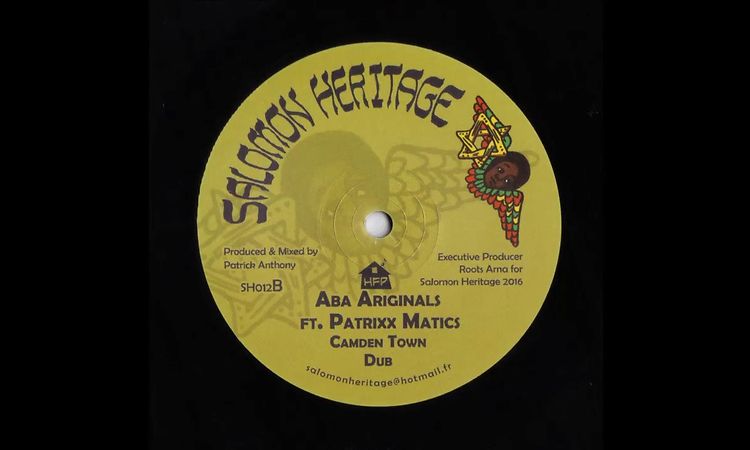 SALOMON HERITAGE
Produced & Mixed by
Patrick Anthony
SH012B
Executive Producer
Roots Arna for
Salomon Heritage 2016
HFP
ABA ARIGINALS
FT. PATRIXX MATICS
CAMDEN TOWN
DUB
salomonheritage@hotmail.fr